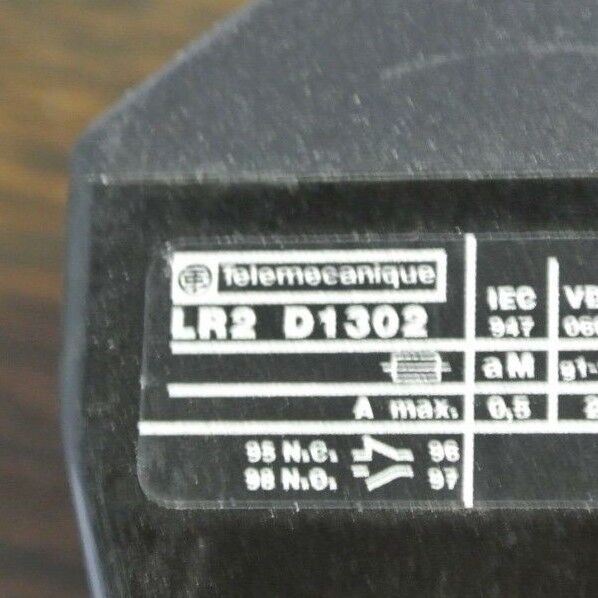 Telemecanique
LR2 D1302
IEC
947
aM
A max. 0,5
95 N.C. 96
98 N.O. 97